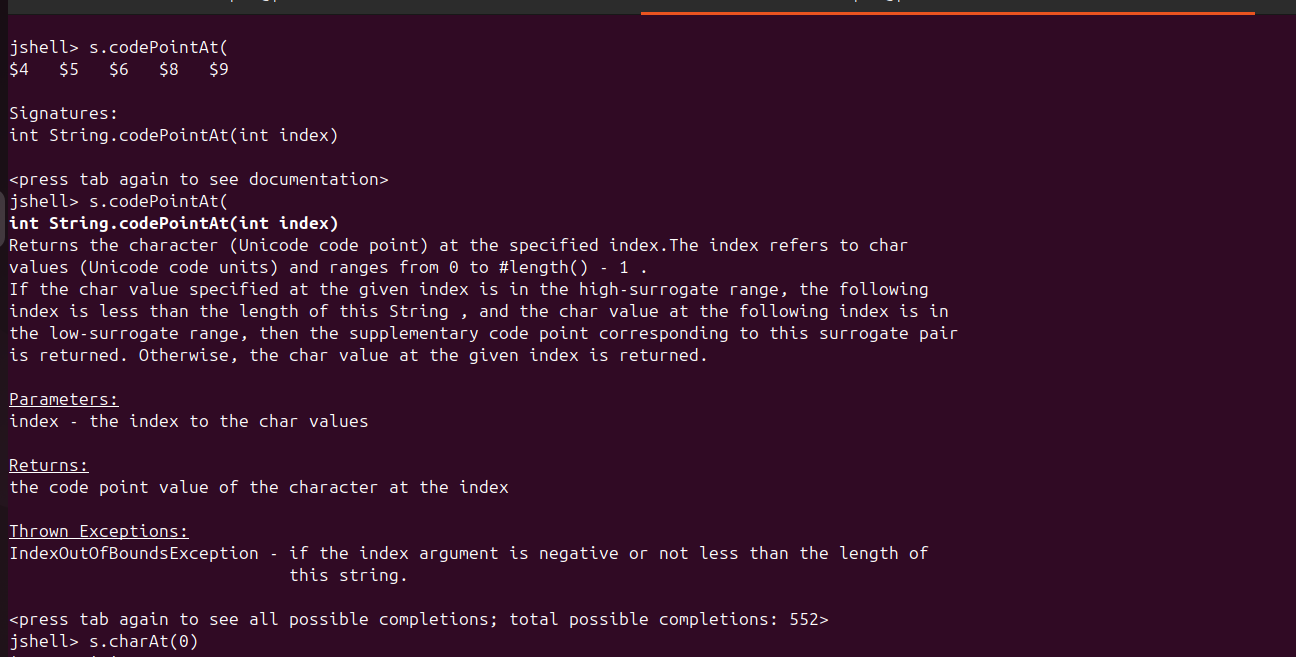 jshell> s.codePointAt(
$4   $5   $6   $8   $9
Signatures:
int String.codePointAt(int index)
<press tab again to see documentation>
jshell> s.codePointAt(
int String.codePointAt(int index)
Returns the character (Unicode code point) at the specified index.The index refers to char
values (Unicode code units) and ranges from 0 to #length() - 1 .
If the char value specified at the given index is in the high-surrogate range, the following
index is less than the length of this String , and the char value at the following index is in
the low-surrogate range, then the supplementary code point corresponding to this surrogate pair
is returned. Otherwise, the char value at the given index is returned.
Parameters:
index - the index to the char values
Returns:
the code point value of the character at the index
Thrown Exceptions:
IndexOutOfBoundsException - if the index argument is negative or not less than the length of
this string.
<press tab again to see all possible completions; total possible completions: 552>
jshell> s.charAt(0)